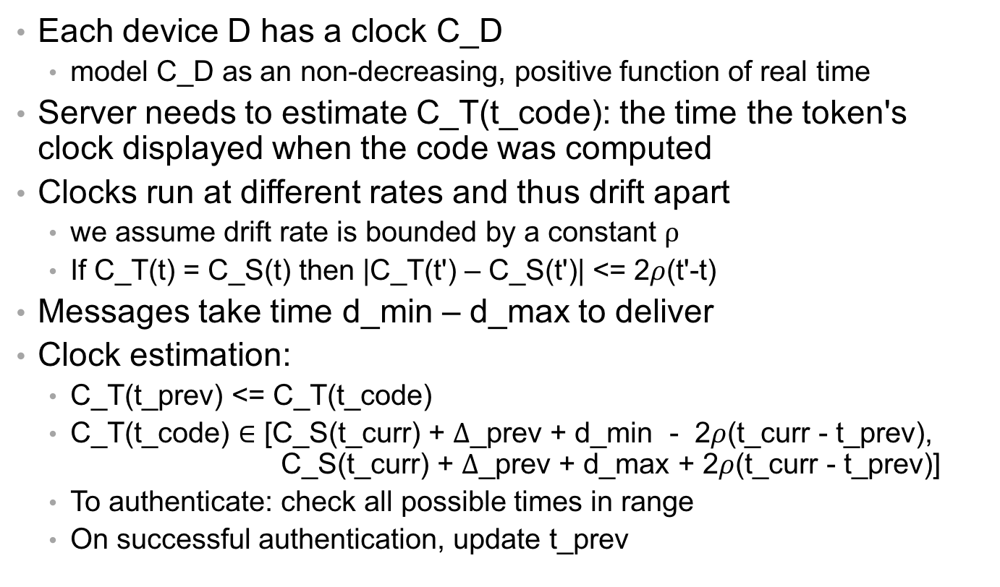 • Each device D has a clock C_D
• model C_D as an non-decreasing, positive function of real time
• Server needs to estimate C_T(t_code): the time the token's
clock displayed when the code was computed
• Clocks run at different rates and thus drift apart
• we assume drift rate is bounded by a constant ρ
• If C_T(t) = C_S(t) then |C_T(t') – C_S(t')| <= 2𝜌(t'-t)
• Messages take time d_min – d_max to deliver
• Clock estimation:
• C_T(t_prev) <= C_T(t_code)
• C_T(t_code) ∈ [C_S(t_curr) + Δ_prev + d_min - 2𝜌(t_curr - t_prev),
C_S(t_curr) + Δ_prev + d_max + 2𝜌(t_curr - t_prev)]
• To authenticate: check all possible times in range
• On successful authentication, update t_prev